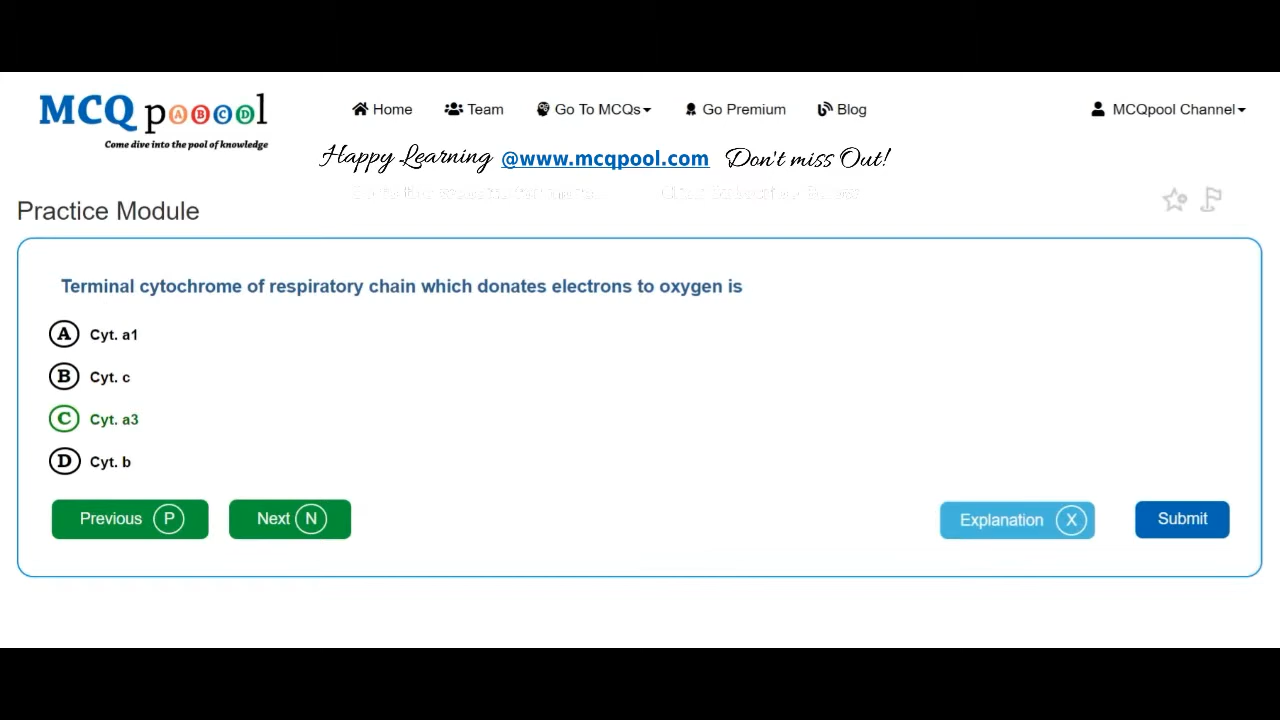 MCQ pooool
Come dive into the pool of knowledge
Home Team Go To MCQs Go Premium Blog MCQpool Channel
Happy Learning @www.mcqpool.com Don't miss Out!
Practice Module
Terminal cytochrome of respiratory chain which donates electrons to oxygen is
A Cyt. a1
B Cyt. c
C Cyt. a3
D Cyt. b
Previous P Next N Explanation X Submit